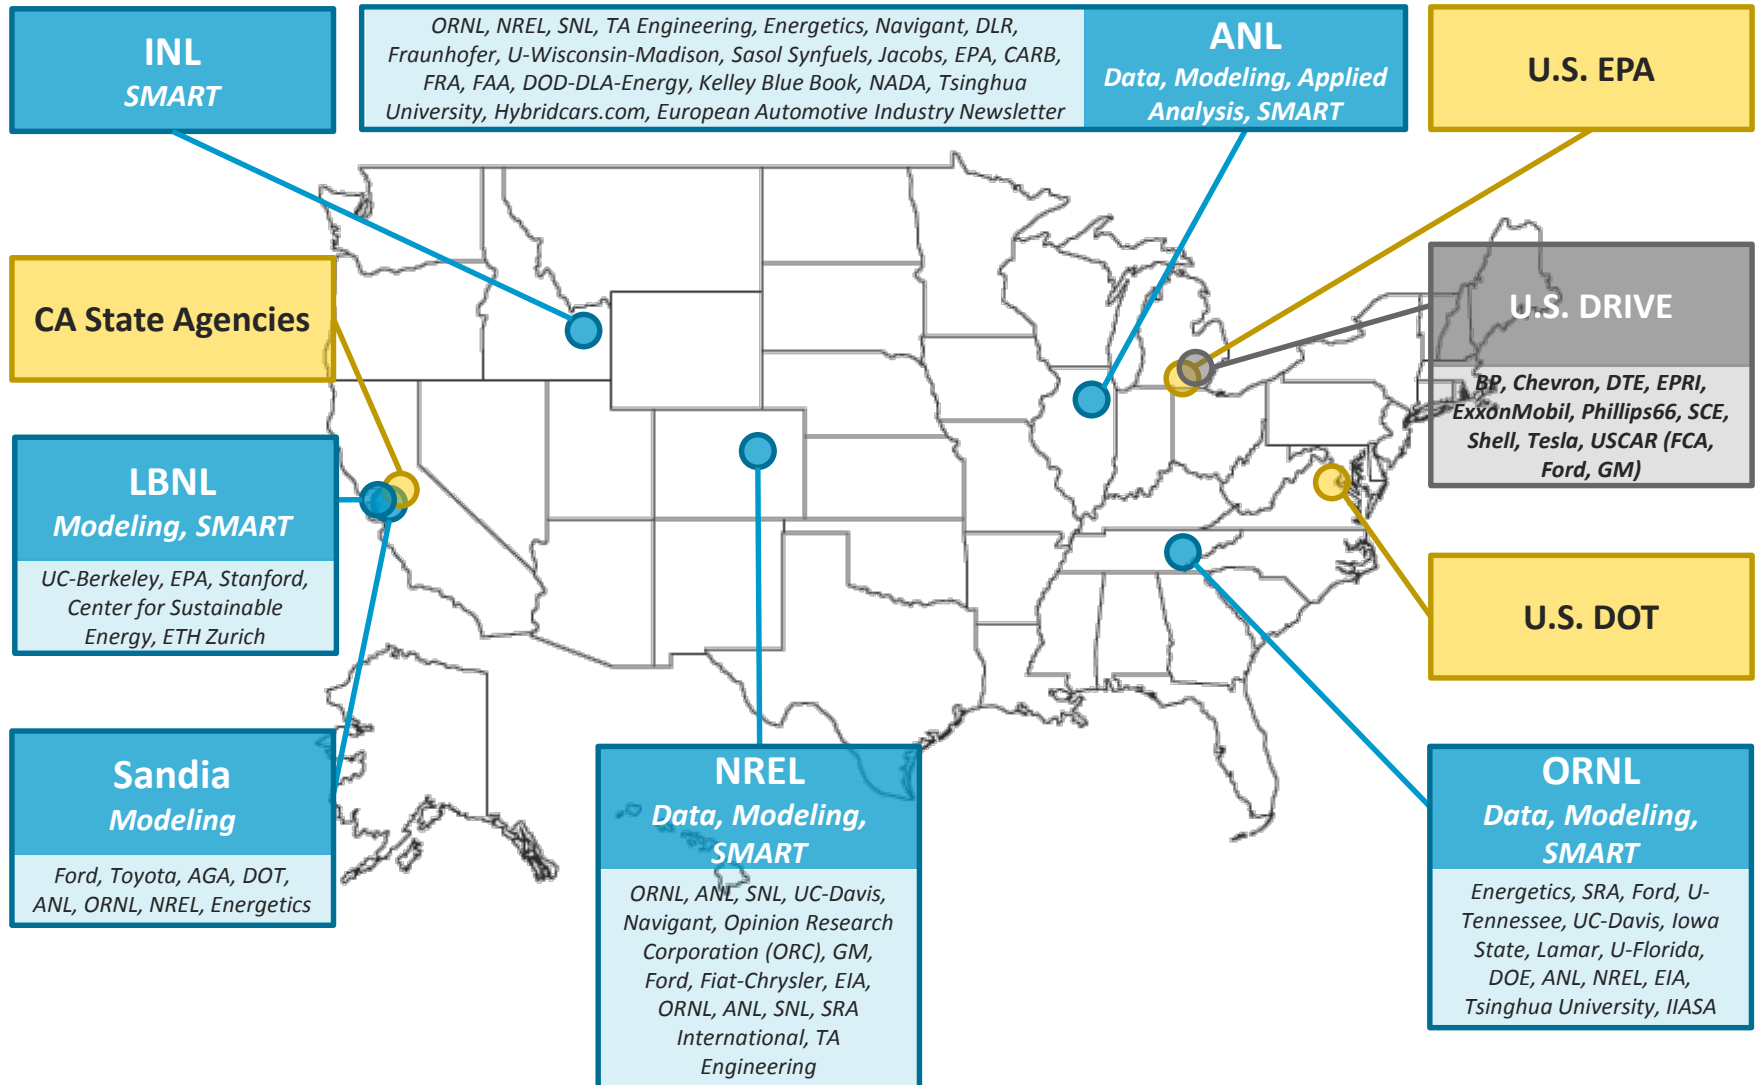 INL
SMART
ORNL, NREL, SNL, TA Engineering, Energetics, Navigant, DLR,
Fraunhofer, U-Wisconsin-Madison, Sasol Synfuels, Jacobs, EPA, CARB,
FRA, FAA, DOD-DLA-Energy, Kelley Blue Book, NADA, Tsinghua
University, Hybridcars.com, European Automotive Industry Newsletter
ANL
Data, Modeling, Applied
Analysis, SMART
U.S. EPA
CA State Agencies
U.S. DRIVE
BP, Chevron, DTE, EPRI,
ExxonMobil, Phillips66, SCE,
Shell, Tesla, USCAR (FCA,
Ford, GM)
LBNL
Modeling, SMART
UC-Berkeley, EPA, Stanford,
Center for Sustainable
Energy, ETH Zurich
U.S. DOT
Sandia
Modeling
Ford, Toyota, AGA, DOT,
ANL, ORNL, NREL, Energetics
NREL
Data, Modeling,
SMART
ORNL, ANL, SNL, UC-Davis,
Navigant, Opinion Research
Corporation (ORC), GM,
Ford, Fiat-Chrysler, EIA,
ORNL, ANL, SNL, SRA
International, TA
Engineering
ORNL
Data, Modeling,
SMART
Energetics, SRA, Ford, U-
Tennessee, UC-Davis, Iowa
State, Lamar, U-Florida,
DOE, ANL, NREL, EIA,
Tsinghua University, IIASA